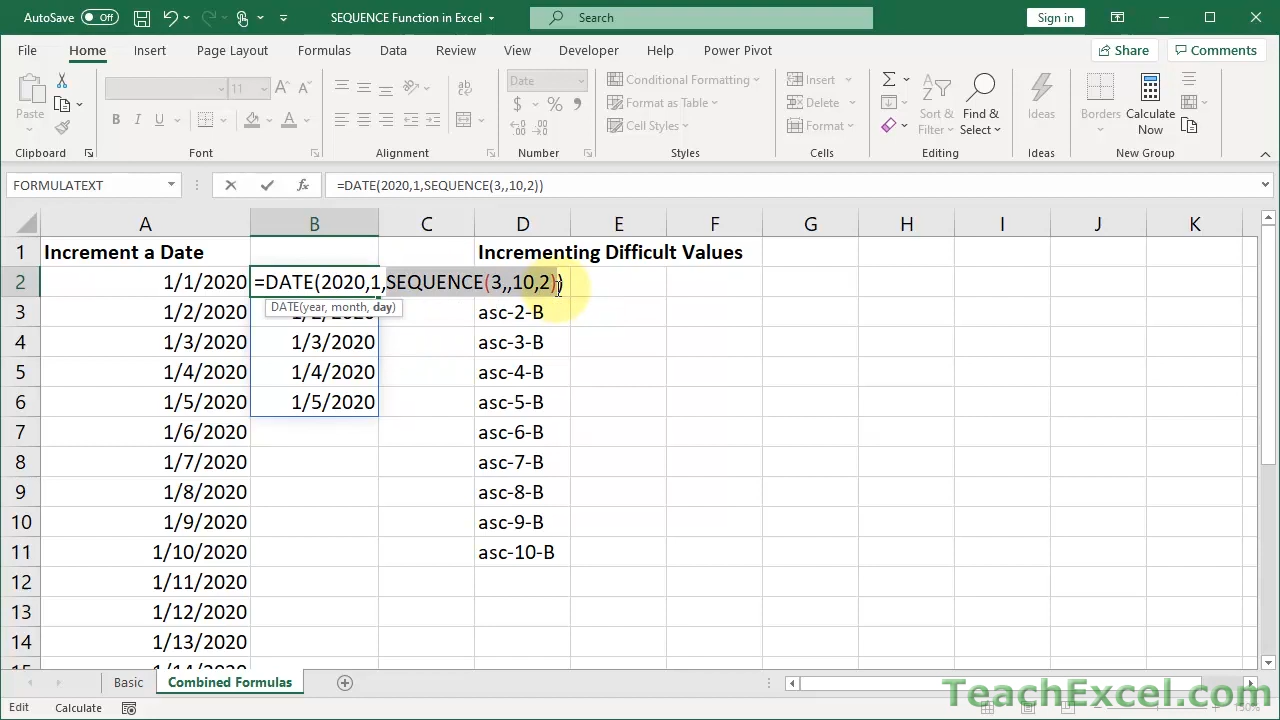 AutoSave Off SEQUENCE Function in Excel Search Sign in
File Home Insert Page Layout Formulas Data Review View Developer Help Power Pivot Share Comments
Paste 11 Date Conditional Formatting Insert Sort & Find & Ideas Borders Calculate
B I U $ % Format as Table Delete Filter Select Now
Cell Styles Format
Clipboard Font Alignment Number Styles Cells Editing Ideas New Group
FORMULATEXT fx =DATE(2020,1,SEQUENCE(3,,10,2))
A B C D E F G H I J K
1 Increment a Date Incrementing Difficult Values
2 1/1/2020 =DATE(2020,1,SEQUENCE(3,,10,2))
DATE(year, month, day)
3 1/2/2020 asc-2-B
4 1/3/2020 1/3/2020 asc-3-B
5 1/4/2020 1/4/2020 asc-4-B
6 1/5/2020 1/5/2020 asc-5-B
7 1/6/2020 asc-6-B
8 1/7/2020 asc-7-B
9 1/8/2020 asc-8-B
10 1/9/2020 asc-9-B
11 1/10/2020 asc-10-B
12 1/11/2020
13 1/12/2020
14 1/13/2020
Basic Combined Formulas
TeachExcel.com
Edit Calculate